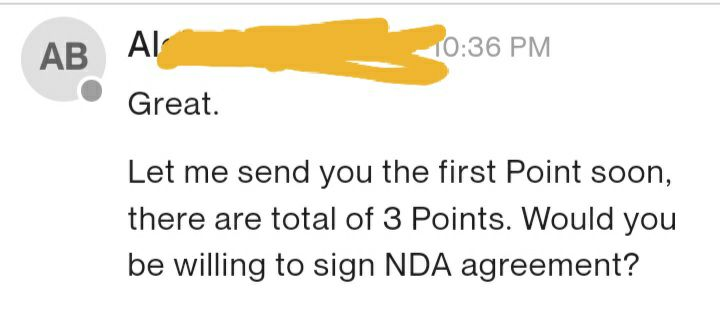 AB
10:36 PM
Great.
Let me send you the first Point soon,
there are total of 3 Points. Would you
be willing to sign NDA agreement?